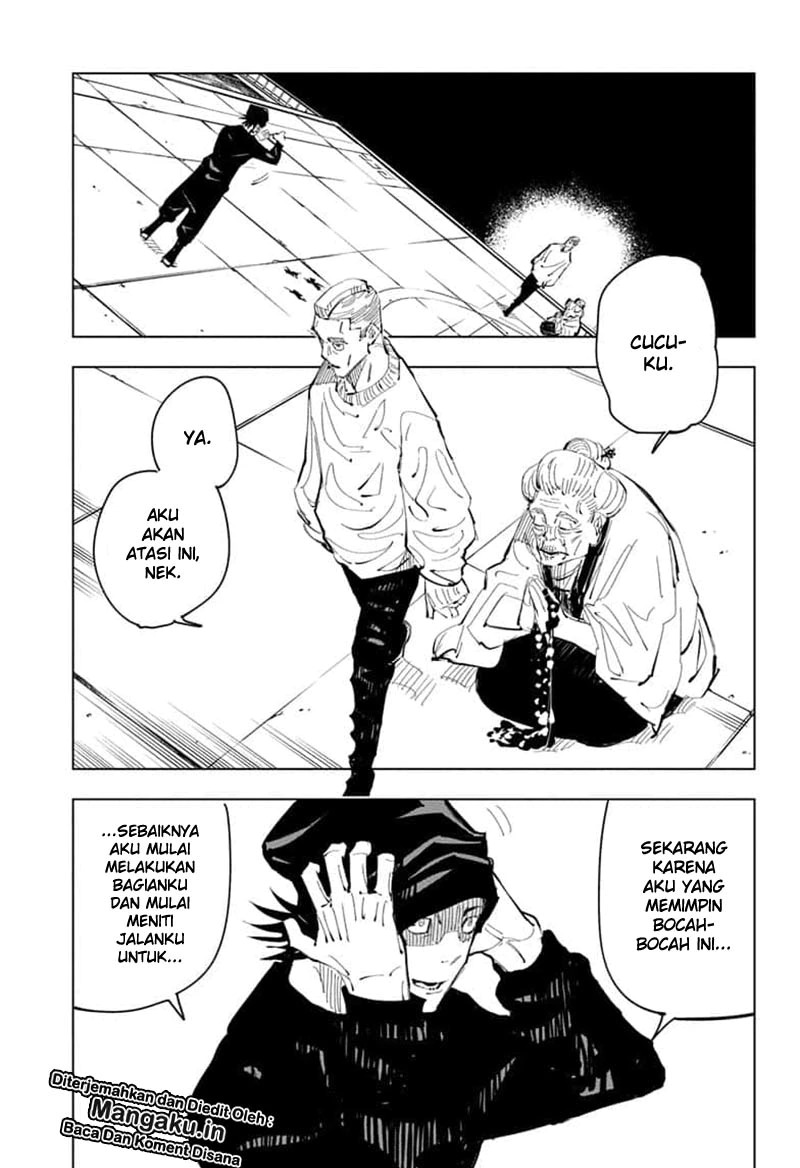 CUCU-
KU.
YA.
AKU
AKAN
ATASI INI,
NEK.
SEKARANG
KARENA
AKU YANG
MEMIMPIN
BOCAH-
BOCAH INI...
...SEBAIKNYA
AKU MULAI
MELAKUKAN
BAGIANKU
DAN MULAI
MENITI
JALANKU
UNTUK...
Diterjemahkan dan Diedit Oleh :
Mangaku.in
Baca Dan Koment Disana